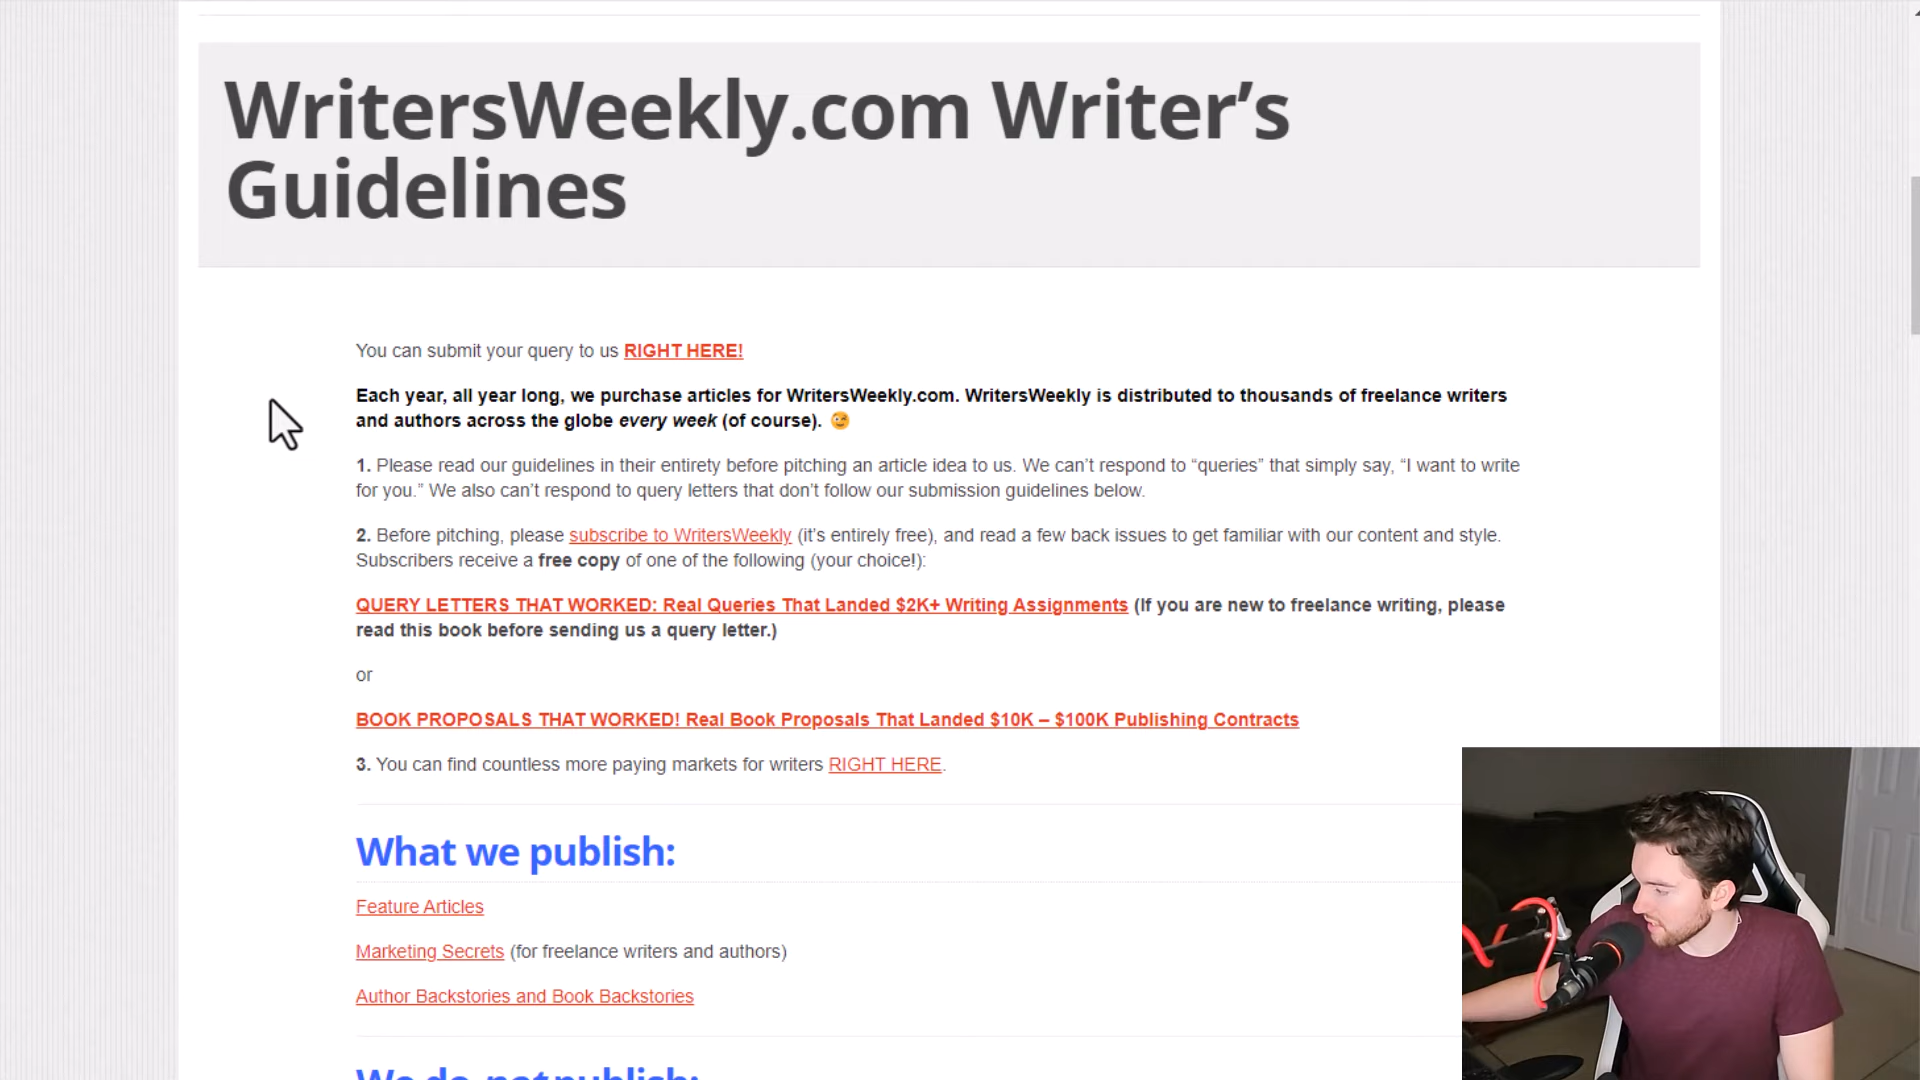 WritersWeekly.com Writer’s
Guidelines
You can submit your query to us RIGHT HERE!
Each year, all year long, we purchase articles for WritersWeekly.com. WritersWeekly is distributed to thousands of freelance writers
and authors across the globe every week (of course). 😉
1. Please read our guidelines in their entirety before pitching an article idea to us. We can’t respond to “queries” that simply say, “I want to write
for you.” We also can’t respond to query letters that don’t follow our submission guidelines below.
2. Before pitching, please subscribe to WritersWeekly (it’s entirely free), and read a few back issues to get familiar with our content and style.
Subscribers receive a free copy of one of the following (your choice!):
QUERY LETTERS THAT WORKED: Real Queries That Landed $2K+ Writing Assignments (If you are new to freelance writing, please
read this book before sending us a query letter.)
or
BOOK PROPOSALS THAT WORKED! Real Book Proposals That Landed $10K – $100K Publishing Contracts
3. You can find countless more paying markets for writers RIGHT HERE.
What we publish:
Feature Articles
Marketing Secrets (for freelance writers and authors)
Author Backstories and Book Backstories
We do not publish: